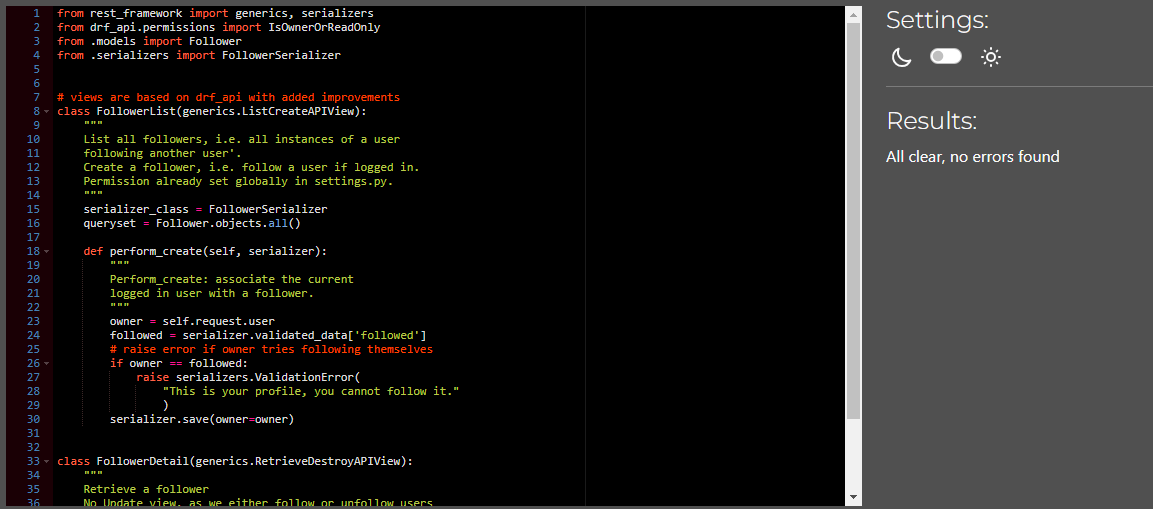 1 from rest_framework import generics, serializers
2 from drf_api.permissions import IsOwnerOrReadOnly
3 from .models import Follower
4 from .serializers import FollowerSerializer
5
6
7 # views are based on drf_api with added improvements
8 class FollowerList(generics.ListCreateAPIView):
9 """
10 List all followers, i.e. all instances of a user
11 following another user'.
12 Create a follower, i.e. follow a user if logged in.
13 Permission already set globally in settings.py.
14 """
15 serializer_class = FollowerSerializer
16 queryset = Follower.objects.all()
17
18 def perform_create(self, serializer):
19 """
20 Perform_create: associate the current
21 logged in user with a follower.
22 """
23 owner = self.request.user
24 followed = serializer.validated_data['followed']
25 # raise error if owner tries following themselves
26 if owner == followed:
27 raise serializers.ValidationError(
28 "This is your profile, you cannot follow it."
29 )
30 serializer.save(owner=owner)
31
32
33 class FollowerDetail(generics.RetrieveDestroyAPIView):
34 """
35 Retrieve a follower
36 No Update view, as we either follow or unfollow users
Settings:
Results:
All clear, no errors found